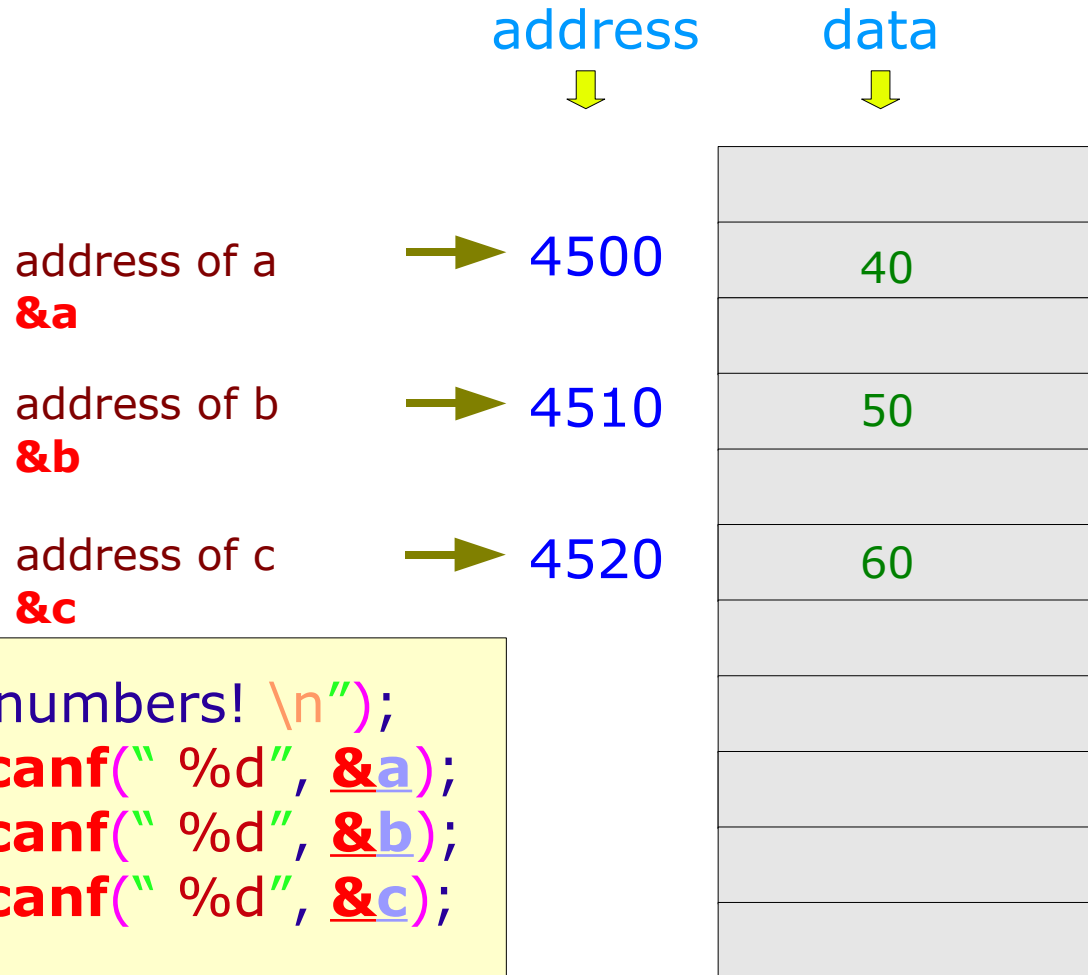 address data
address of a 4500 40
&a
address of b 4510 50
&b
address of c 4520 60
&c
numbers! \n”);
canf(“ %d”, &a);
canf(“ %d”, &b);
canf(“ %d”, &c);